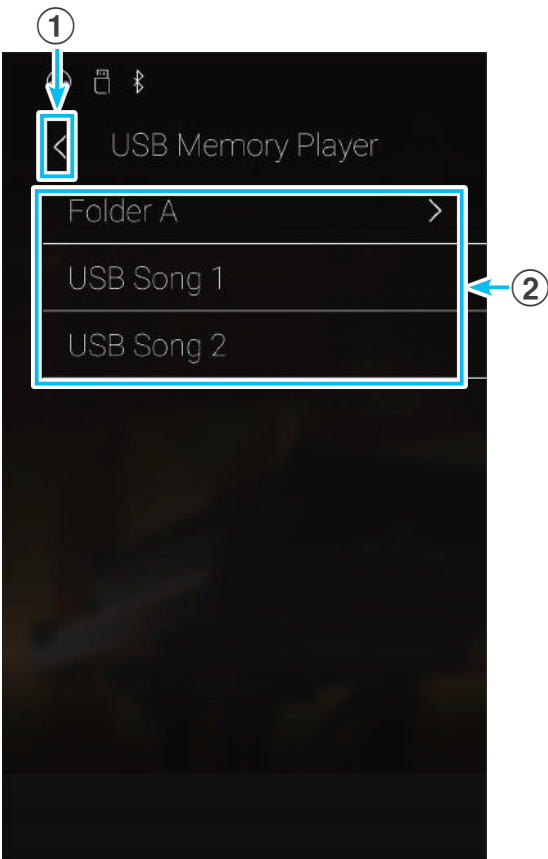 1
USB Memory Player
Folder A
USB Song 1
USB Song 2
2